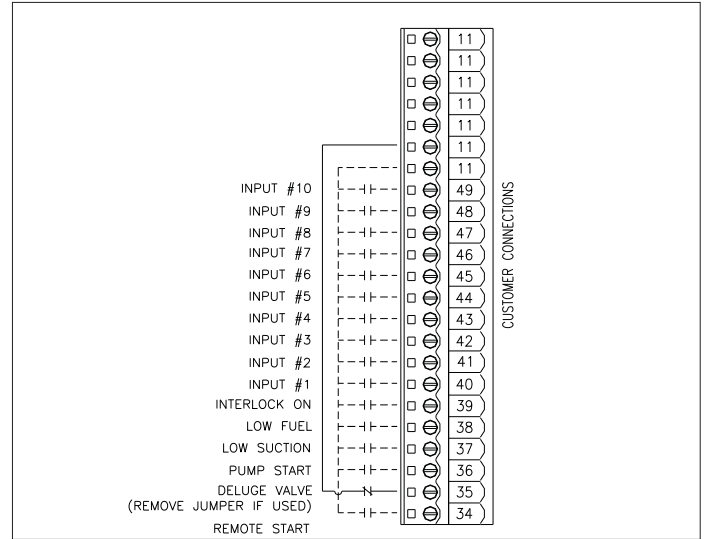 11
11
11
11
11
11
11
INPUT #10 49
INPUT #9 48
INPUT #8 47
INPUT #7 46
INPUT #6 45
INPUT #5 44
INPUT #4 43
INPUT #3 42
INPUT #2 41
INPUT #1 40
INTERLOCK ON 39
LOW FUEL 38
LOW SUCTION 37
PUMP START 36
DELUGE VALVE 35
(REMOVE JUMPER IF USED)
REMOTE START 34
CUSTOMER CONNECTIONS